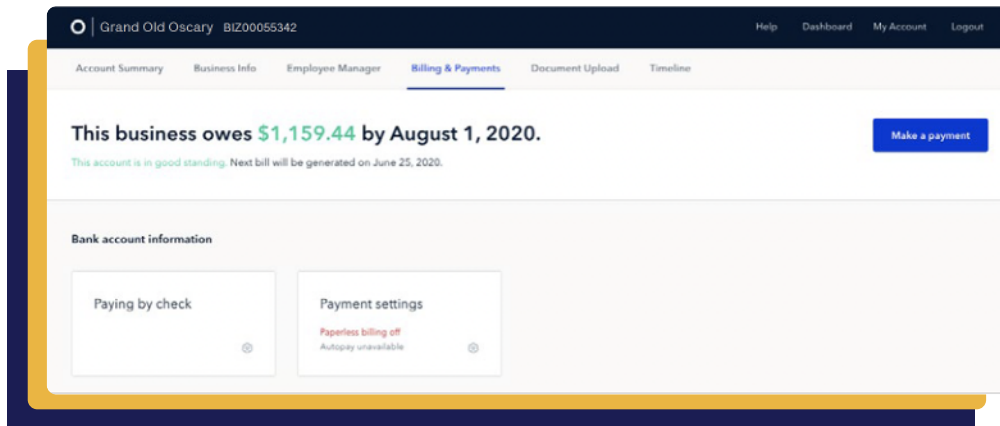 Grand Old Oscary BIZ00055342 Help Dashboard My Account Logout
Account Summary Business Info Employee Manager Billing & Payments Document Upload Timeline
This business owes $1,159.44 by August 1, 2020.
Make a payment
This account is in good standing. Next bill will be generated on June 25, 2020.
Bank account information
Paying by check
Payment settings
Paperless billing off
Autopay unavailable